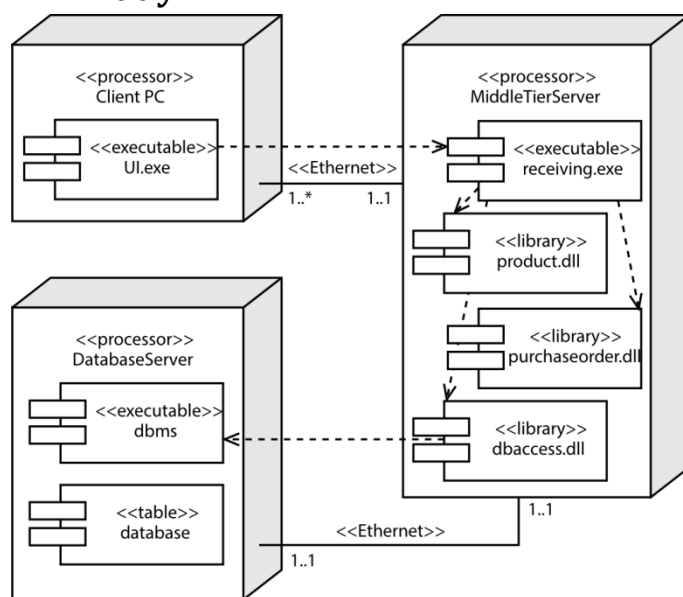 <<processor>>
Client PC
<<executable>>
UI.exe
<<Ethernet>>
1..*
1..1
<<processor>>
MiddleTierServer
<<executable>>
receiving.exe
<<library>>
product.dll
<<library>>
purchaseorder.dll
<<library>>
dbaccess.dll
<<processor>>
DatabaseServer
<<executable>>
dbms
<<table>>
database
<<Ethernet>>
1..1
1..1